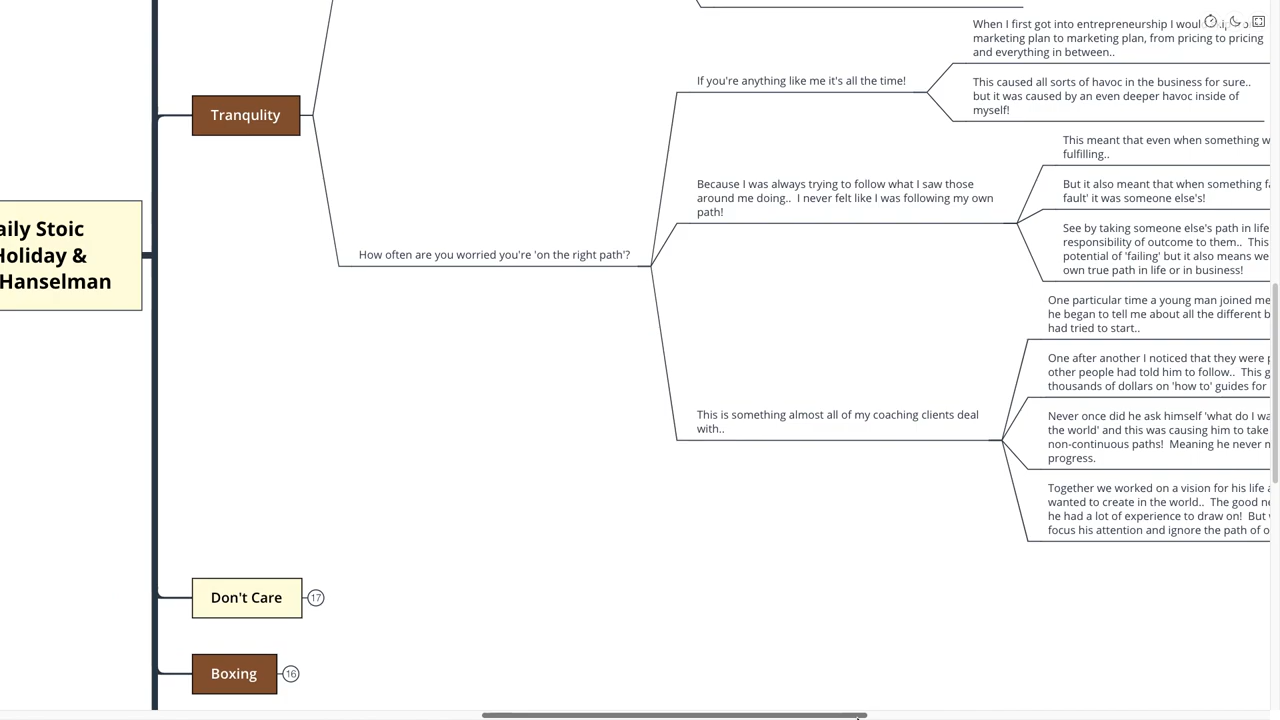 When I first got into entrepreneurship I
marketing plan to marketing plan, from pricing to pricing
and everything in between..
If you're anything like me it's all the time!
This caused all sorts of havoc in the business for sure..
but it was caused by an even deeper havoc inside of
myself!
Tranqulity
This meant that even when something
fulfilling..
Because I was always trying to follow what I saw those
around me doing.. I never felt like I was following my own
path!
But it also meant that when something
fault' it was someone else's!
See by taking someone else's path in life
responsibility of outcome to them.. This
potential of 'failing' but it also means we
own true path in life or in business!
aily Stoic
Holiday &
Hanselman
How often are you worried you're 'on the right path'?
One particular time a young man joined me
he began to tell me about all the different
had tried to start..
One after another I noticed that they were
other people had told him to follow.. This
thousands of dollars on 'how to' guides for
This is something almost all of my coaching clients deal
with..
Never once did he ask himself 'what do I
the world' and this was causing him to take
non-continuous paths! Meaning he never
progress.
Together we worked on a vision for his life
wanted to create in the world.. The good
he had a lot of experience to draw on! But
focus his attention and ignore the path of
Don't Care
17
Boxing
16